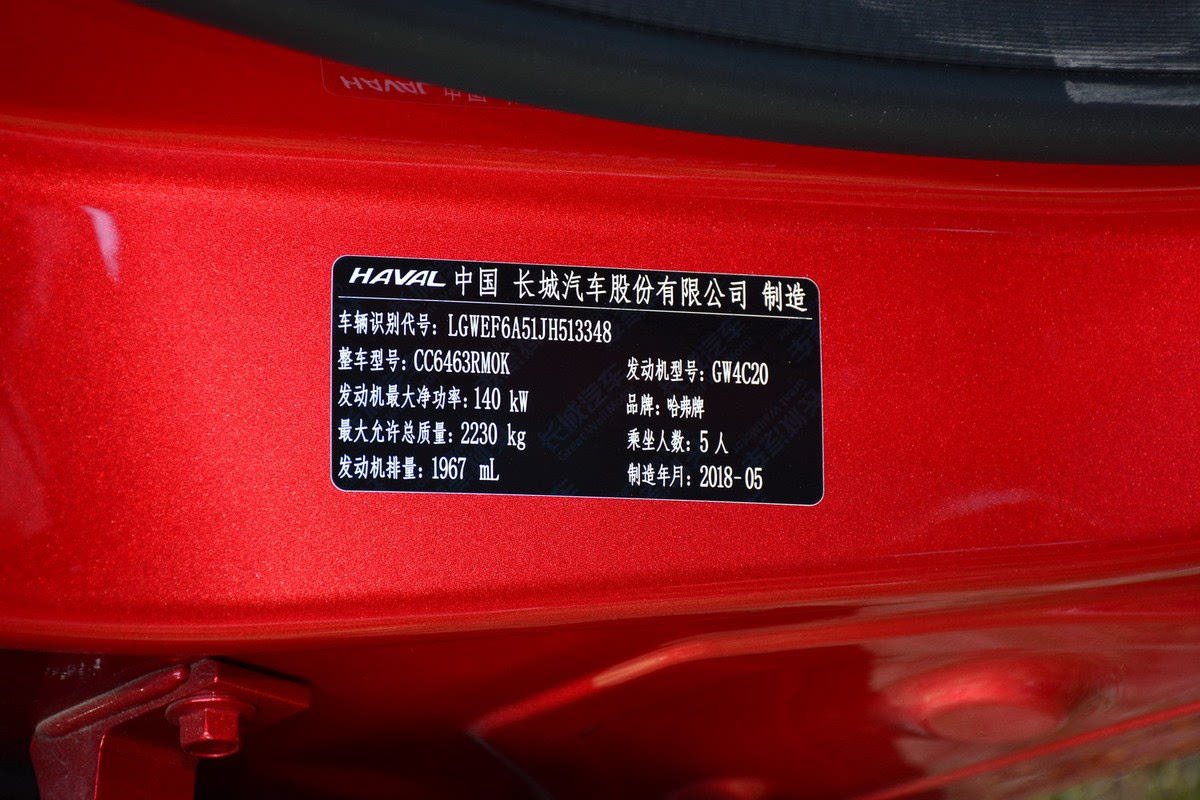 HAVAL 中国 长城汽车股份有限公司 制造
车辆识别代号: LGWEF6A51JH513348
整车型号: CC6463RM0K 发动机型号: GW4C20
发动机最大净功率: 140 kW 品牌: 哈弗牌
最大允许总质量: 2230 kg 乘坐人数: 5 人
发动机排量: 1967 mL 制造年月: 2018-05